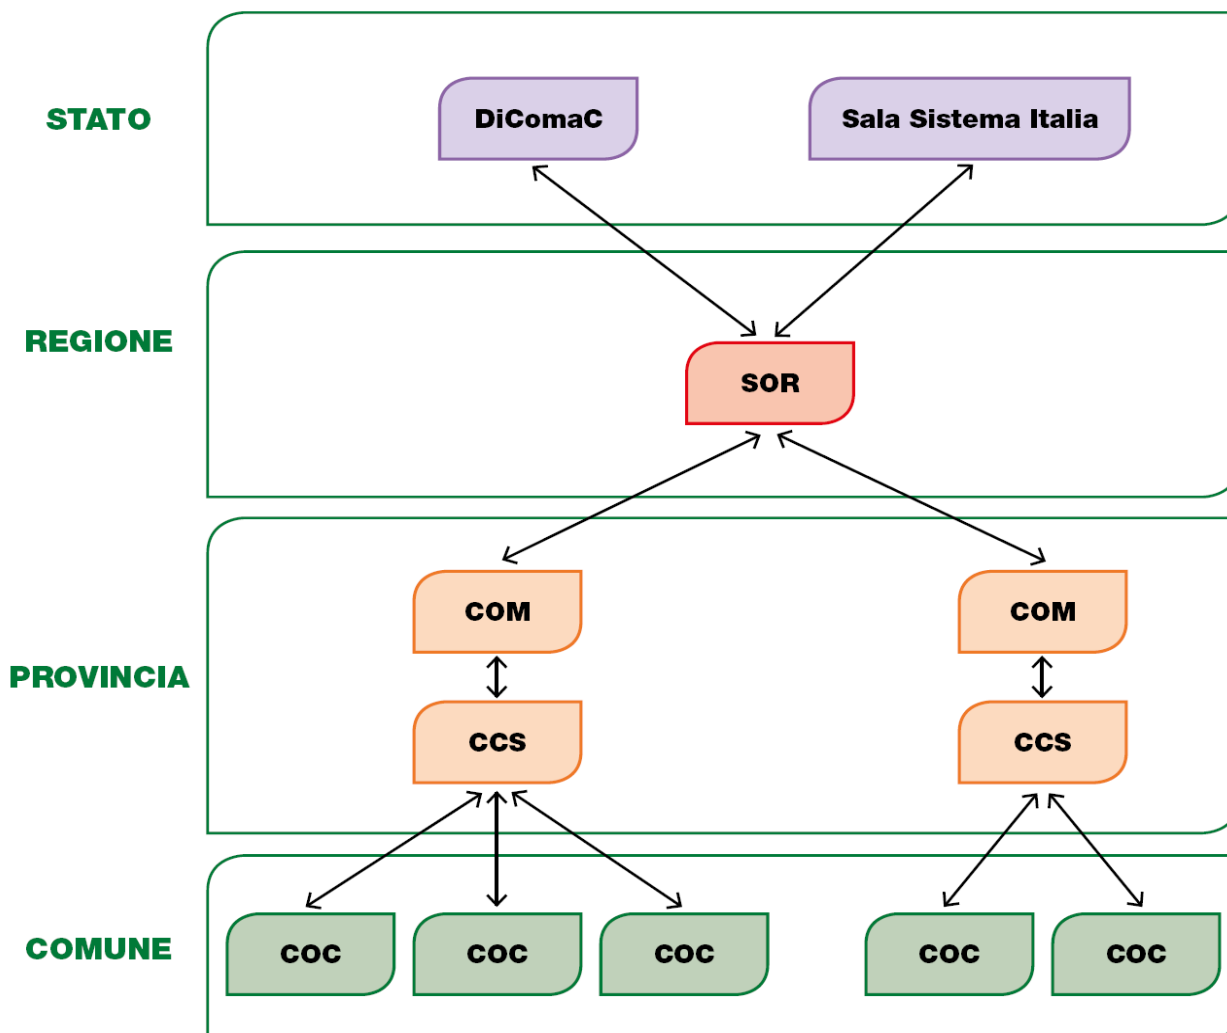 STATO
DiComaC
Sala Sistema Italia
REGIONE
SOR
COM
COM
PROVINCIA
CCS
CCS
COMUNE
COC
COC
COC
COC
COC